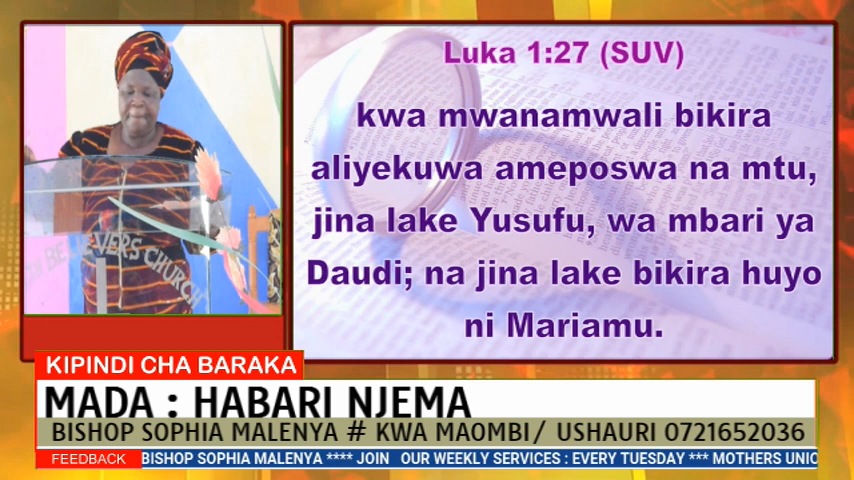 Luka 1:27 (SUV)
kwa mwanamwali bikira
aliyekuwa ameposwa na mtu,
jina lake Yusufu, wa mbari ya
Daudi; na jina lake bikira huyo
ni Mariamu.
BELIEVERS CHURCH
KIPINDI CHA BARAKA
MADA : HABARI NJEMA
BISHOP SOPHIA MALENYA # KWA MAOMBI/ USHAURI 0721652036
FEEDBACK BISHOP SOPHIA MALENYA **** JOIN OUR WEEKLY SERVICES : EVERY TUESDAY *** MOTHERS UNIO